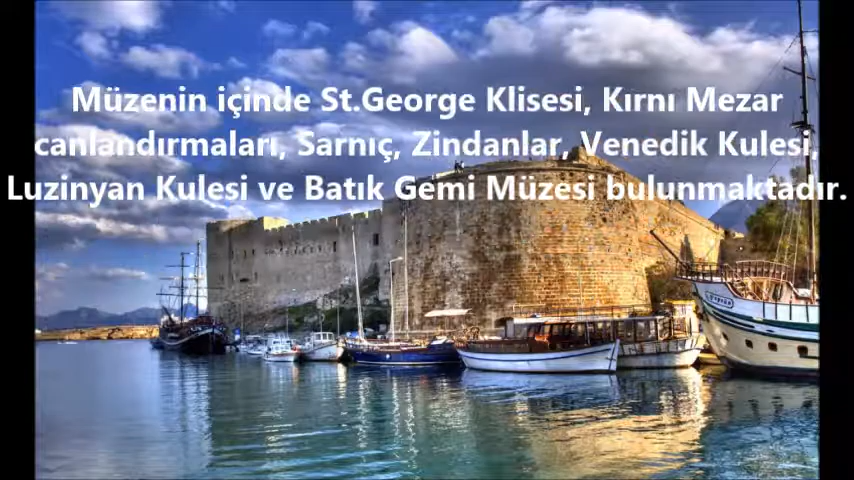 Müzenin içinde St.George Klisesi, Kırnı Mezar
canlandırmaları, Sarnıç, Zindanlar, Venedik Kulesi,
Luzinyan Kulesi ve Batık Gemi Müzesi bulunmaktadır.